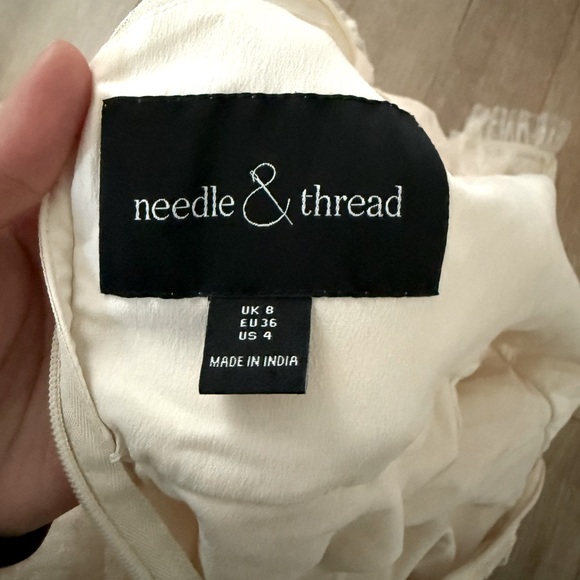 needle & thread
UK 8
EU 36
US 4
MADE IN INDIA